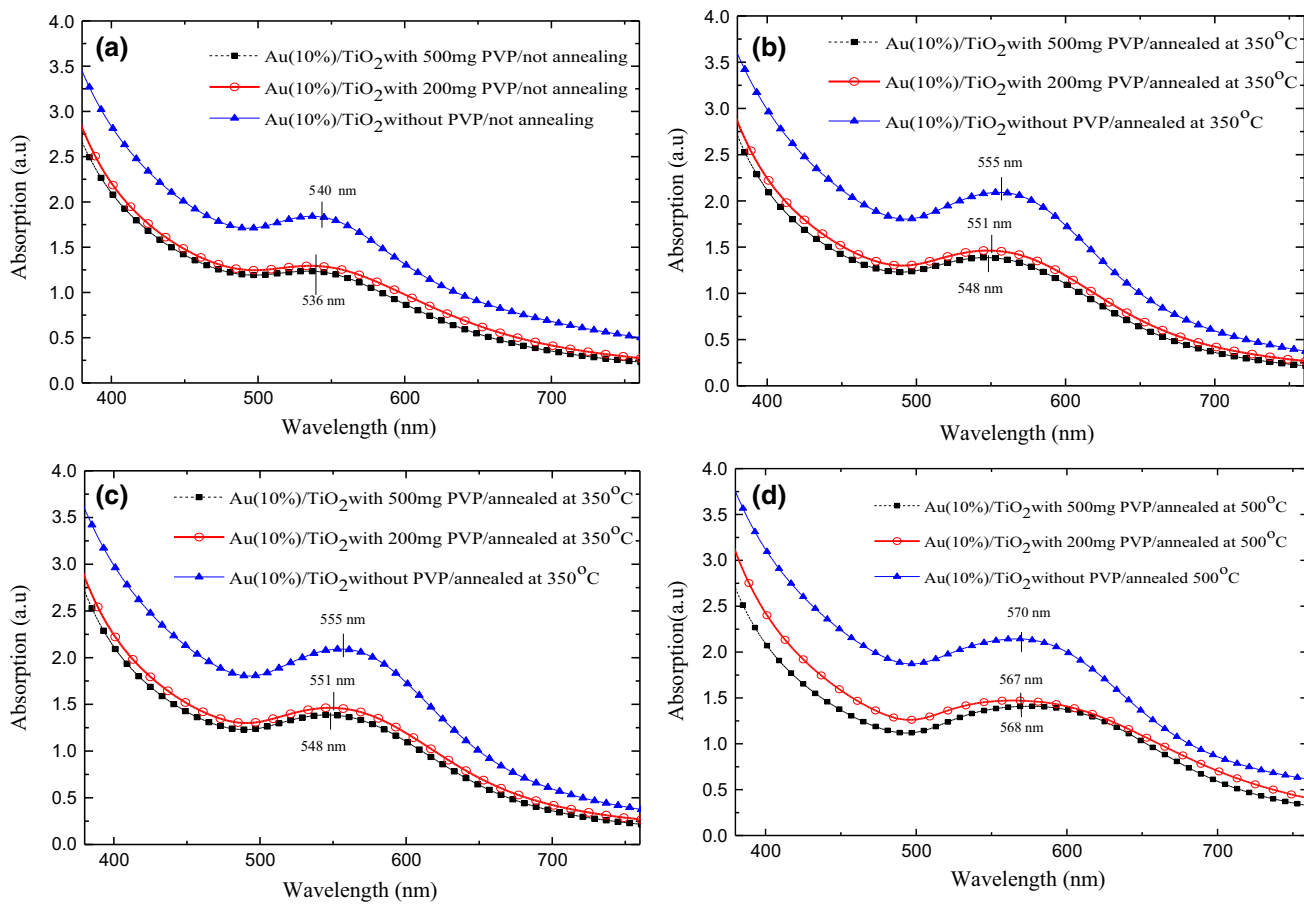 (a)
Au(10%)/TiO2with 500mg PVP/not annealing
Au(10%)/TiO2with 200mg PVP/not annealing
Au(10%)/TiO2without PVP/not annealing
540 nm
536 nm
4.0
3.5
3.0
2.5
2.0
1.5
1.0
0.5
0.0
Absorption (a.u)
400 500 600 700
Wavelength (nm)
(b)
Au(10%)/TiO2with 500mg PVP/annealed at 350°C
Au(10%)/TiO2with 200mg PVP/annealed at 350°C
Au(10%)/TiO2without PVP/annealed at 350°C
555 nm
551 nm
548 nm
4.0
3.5
3.0
2.5
2.0
1.5
1.0
0.5
0.0
Absorption (a.u)
400 500 600 700
Wavelength (nm)
(c)
Au(10%)/TiO2with 500mg PVP/annealed at 350°C
Au(10%)/TiO2with 200mg PVP/annealed at 350°C
Au(10%)/TiO2without PVP/annealed at 350°C
555 nm
551 nm
548 nm
4.0
3.5
3.0
2.5
2.0
1.5
1.0
0.5
0.0
Absorption (a.u)
400 500 600 700
Wavelength (nm)
(d)
Au(10%)/TiO2with 500mg PVP/annealed at 500°C
Au(10%)/TiO2with 200mg PVP/annealed at 500°C
Au(10%)/TiO2without PVP/annealed 500°C
570 nm
567 nm
568 nm
4.0
3.5
3.0
2.5
2.0
1.5
1.0
0.5
0.0
Absorption(a.u)
400 500 600 700
Wavelength (nm)